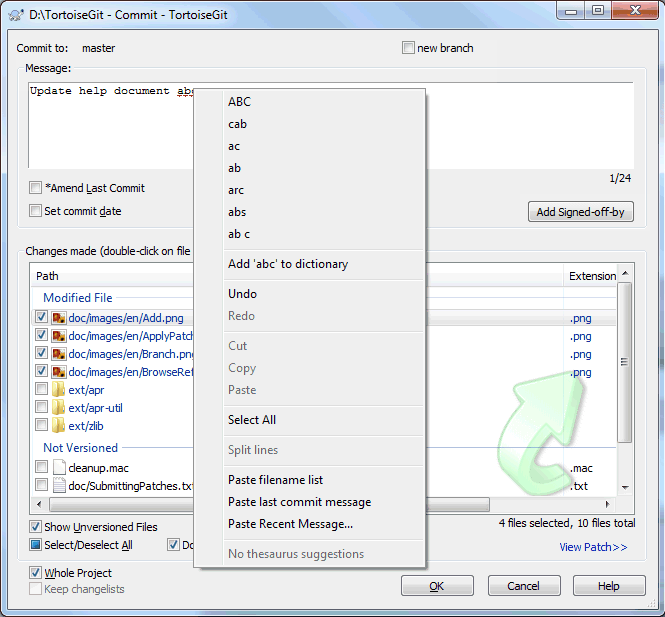 D:\TortoiseGit - Commit - TortoiseGit
Commit to: master new branch
Message:
Update help document abc
ABC
cab
ac
ab
arc
abs
ab c
Add 'abc' to dictionary
Undo
Redo
Cut
Copy
Paste
Select All
Split lines
Paste filename list
Paste last commit message
Paste Recent Message...
No thesaurus suggestions
1/24
*Amend Last Commit
Set commit date
Add Signed-off-by
Changes made (double-click on file
Path Extension
Modified File
doc/images/en/Add.png .png
doc/images/en/ApplyPatc .png
doc/images/en/Branch.png .png
doc/images/en/BrowseRef .png
ext/apr
ext/apr-util
ext/zlib
Not Versioned
cleanup.mac .mac
doc/SubmittingPatches.txt .txt
Show Unversioned Files
4 files selected, 10 files total
Select/Deselect All
View Patch>>
Whole Project
Keep changelists
OK Cancel Help